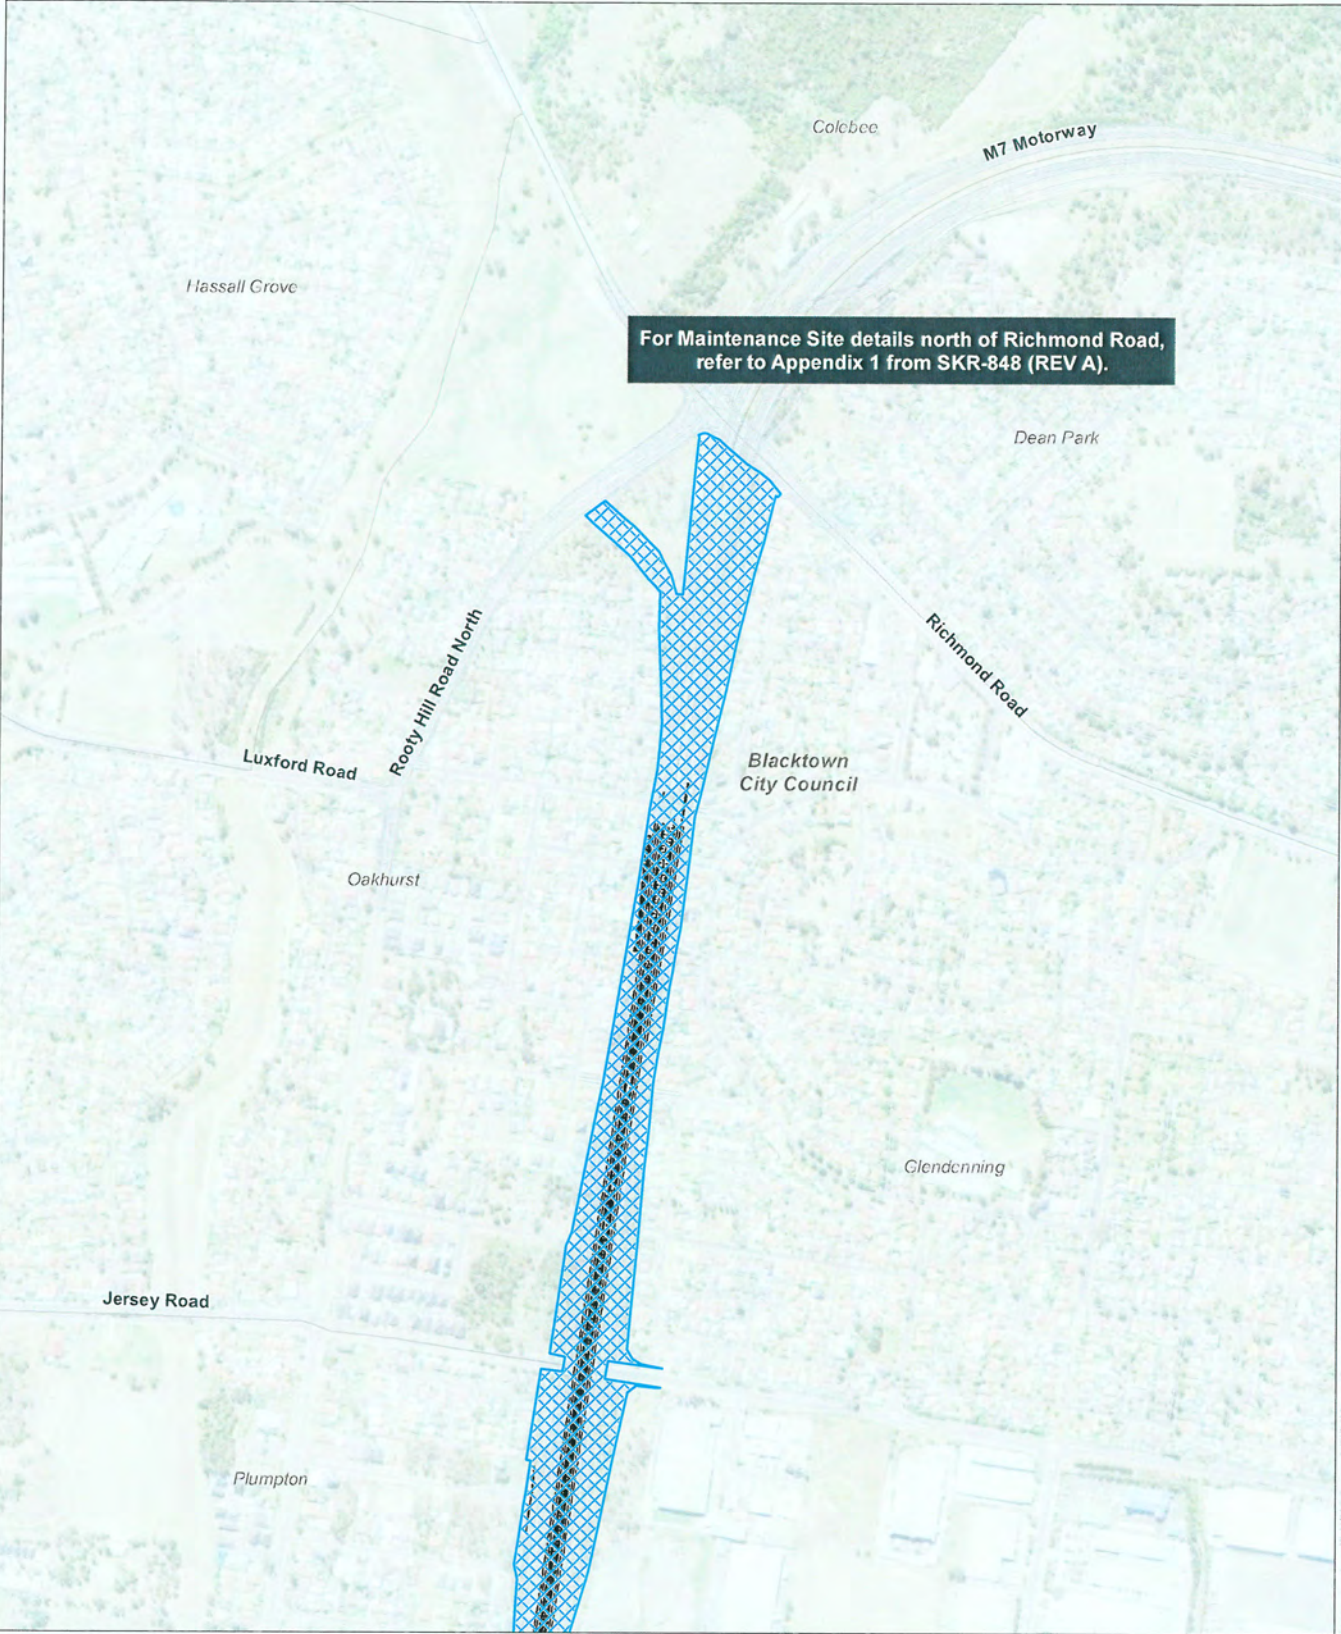 Colebee
M7 Motorway
Hassall Grove
For Maintenance Site details north of Richmond Road,
refer to Appendix 1 from SKR-848 (REV A).
Dean Park
Rooty Hill Road North
Richmond Road
Luxford Road
Blacktown
City Council
Oakhurst
Glendenning
Jersey Road
Plumpton